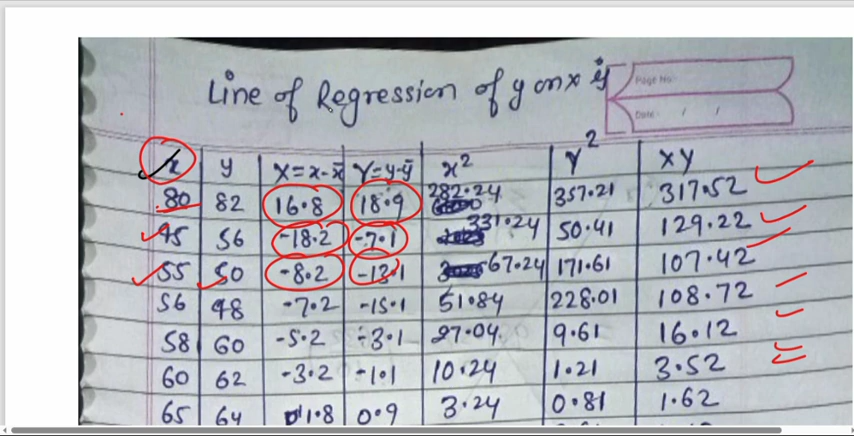 Line of Regression of y on x is
Page No.
Date / /
x y X=x-x̄ Y=y-ȳ x² Y² XY
80 82 16.8 18.9 282.24 357.21 317.52
45 56 -18.2 -7.1 331.24 50.41 129.22
55 50 -8.2 -13.1 67.24 171.61 107.42
56 48 -7.2 -15.1 51.84 228.01 108.72
58 60 -5.2 -3.1 27.04 9.61 16.12
60 62 -3.2 -1.1 10.24 1.21 3.52
65 64 1.8 0.9 3.24 0.81 1.62